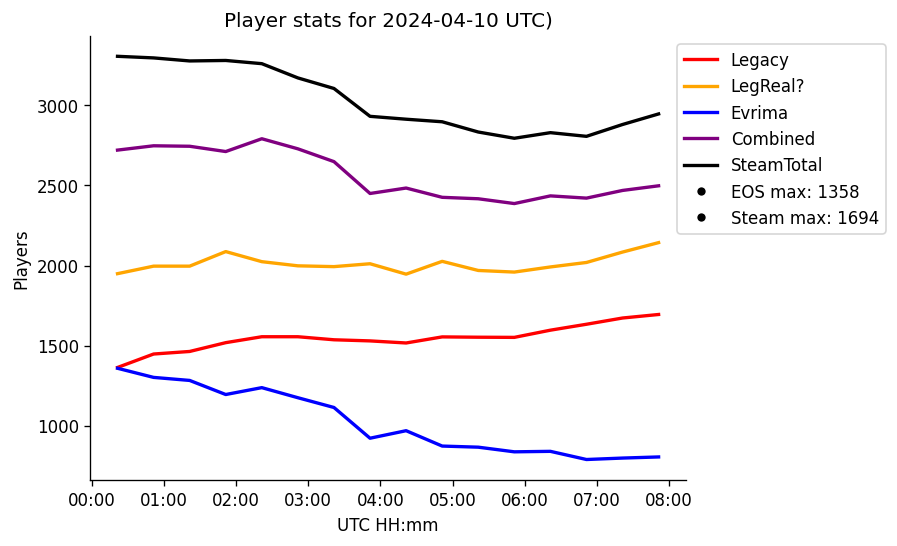 Player stats for 2024-04-10 UTC)
Legacy
LegReal?
Evrima
Combined
SteamTotal
EOS max: 1358
Steam max: 1694
Players
3000
2500
2000
1500
1000
00:00 01:00 02:00 03:00 04:00 05:00 06:00 07:00 08:00
UTC HH:mm